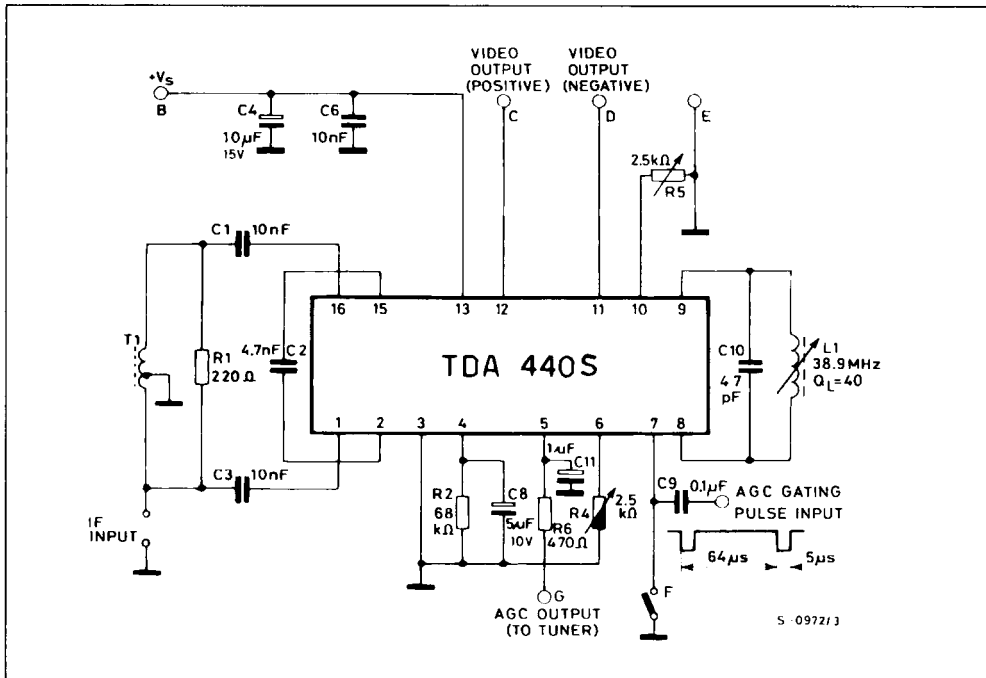 VIDEO
OUTPUT
(POSITIVE)
VIDEO
OUTPUT
(NEGATIVE)
+Vs
B
C
D
E
C4
10µF
15V
C6
10nF
2.5kΩ
R5
C1 10nF
16 15 13 12 11 10 9
T1
R1
220Ω
4.7nF C2
TDA 440S
C10
4.7
pF
L1
38.9MHz
QL=40
1 2 3 4 5 6 7 8
C3 10nF
IF
INPUT
R2
68
kΩ
C8
5µF
10V
1µF
C11
R6
470Ω
R4
2.5
kΩ
C9 0.1µF
AGC GATING
PULSE INPUT
64µs
5µs
G
AGC OUTPUT
(TO TUNER)
F
S-0972/3